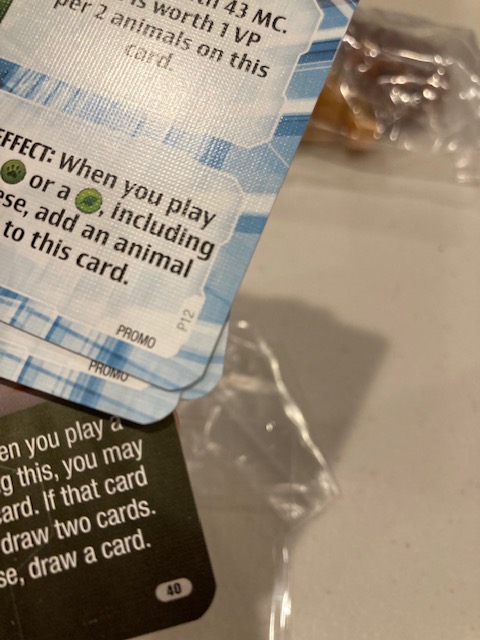 43 MC.
is worth 1 VP
per 2 animals on this
card.
EFFECT: When you play
or a , including
ese, add an animal
to this card.
P12
PROMO
PROMO
en you play a
g this, you may
ard. If that card
draw two cards.
se, draw a card.
40